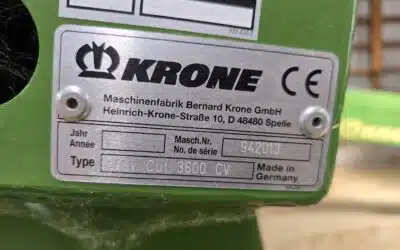 KRONE CE
Maschinenfabrik Bernard Krone GmbH
Heinrich-Krone-Straße 10, D 48480 Spelle
Jahr
Année
Masch.Nr.
No. de série
942013
Type
Cut 3600 CV
Made in
Germany